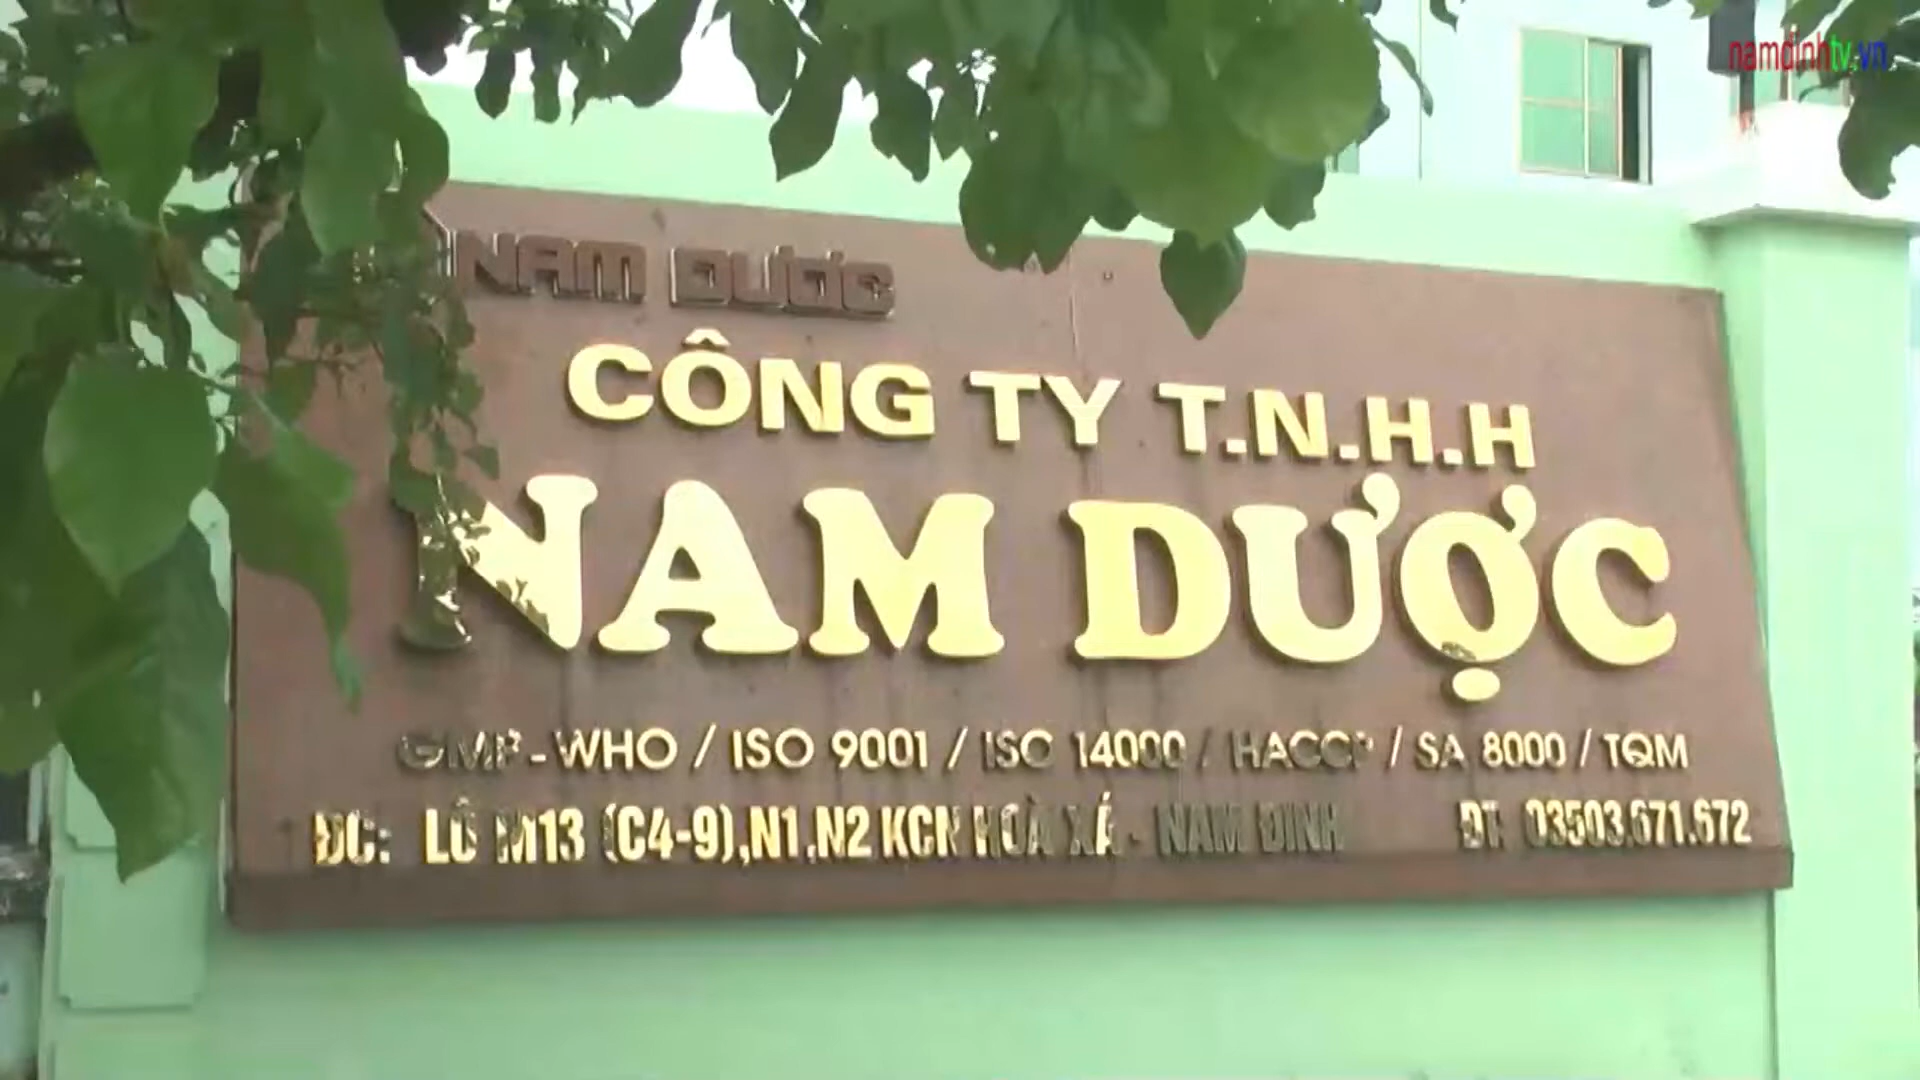 namdinhtv.vn
NAM DƯỢC
CÔNG TY T.N.H.H
NAM DƯỢC
GMP-WHO / ISO 9001 / ISO 14000 / HACCP / SA 8000 / TQM
ĐC: LÔ M13 (C4-9),N1,N2 KCN HOÀ XÁ - NAM ĐỊNH ĐT: 03503.671.672